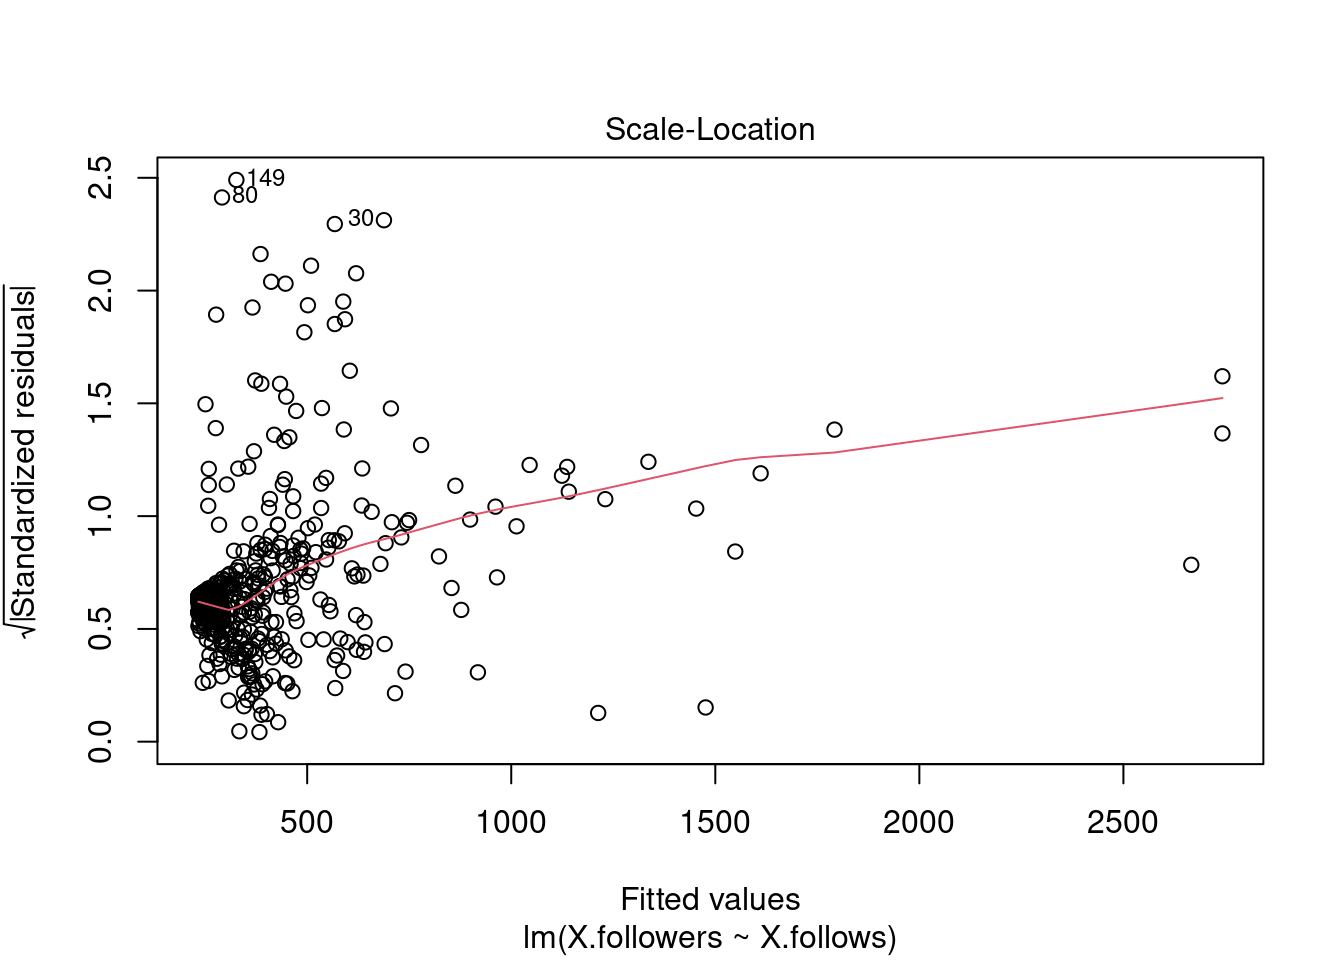 Scale-Location
√|Standardized residuals|
2.5
2.0
1.5
1.0
0.5
0.0
149
80
30
500 1000 1500 2000 2500
Fitted values
lm(X.followers ~ X.follows)